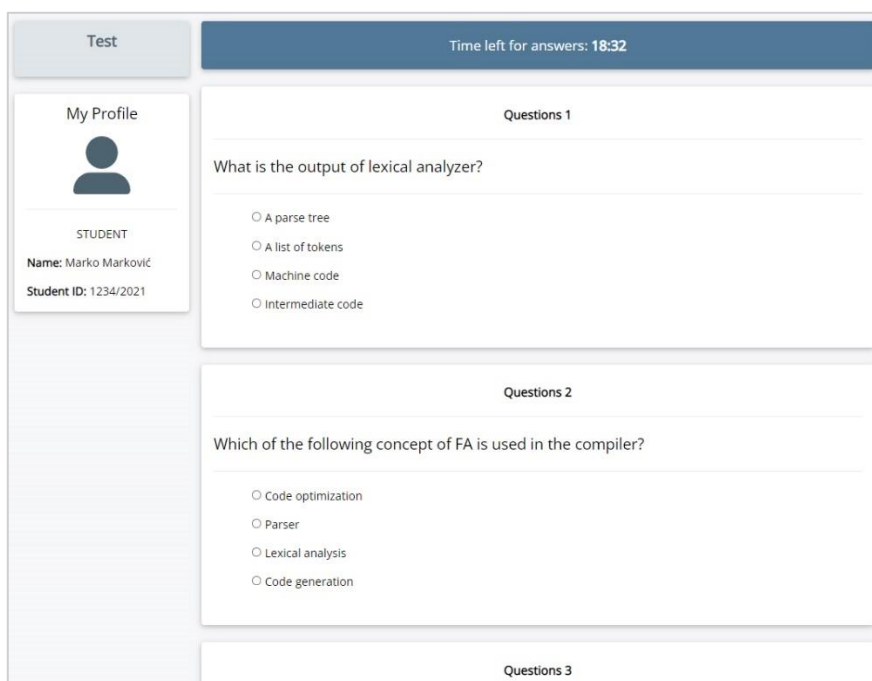 Test
Time left for answers: 18:32
My Profile
STUDENT
Name: Marko Marković
Student ID: 1234/2021
Questions 1
What is the output of lexical analyzer?
A parse tree
A list of tokens
Machine code
Intermediate code
Questions 2
Which of the following concept of FA is used in the compiler?
Code optimization
Parser
Lexical analysis
Code generation
Questions 3